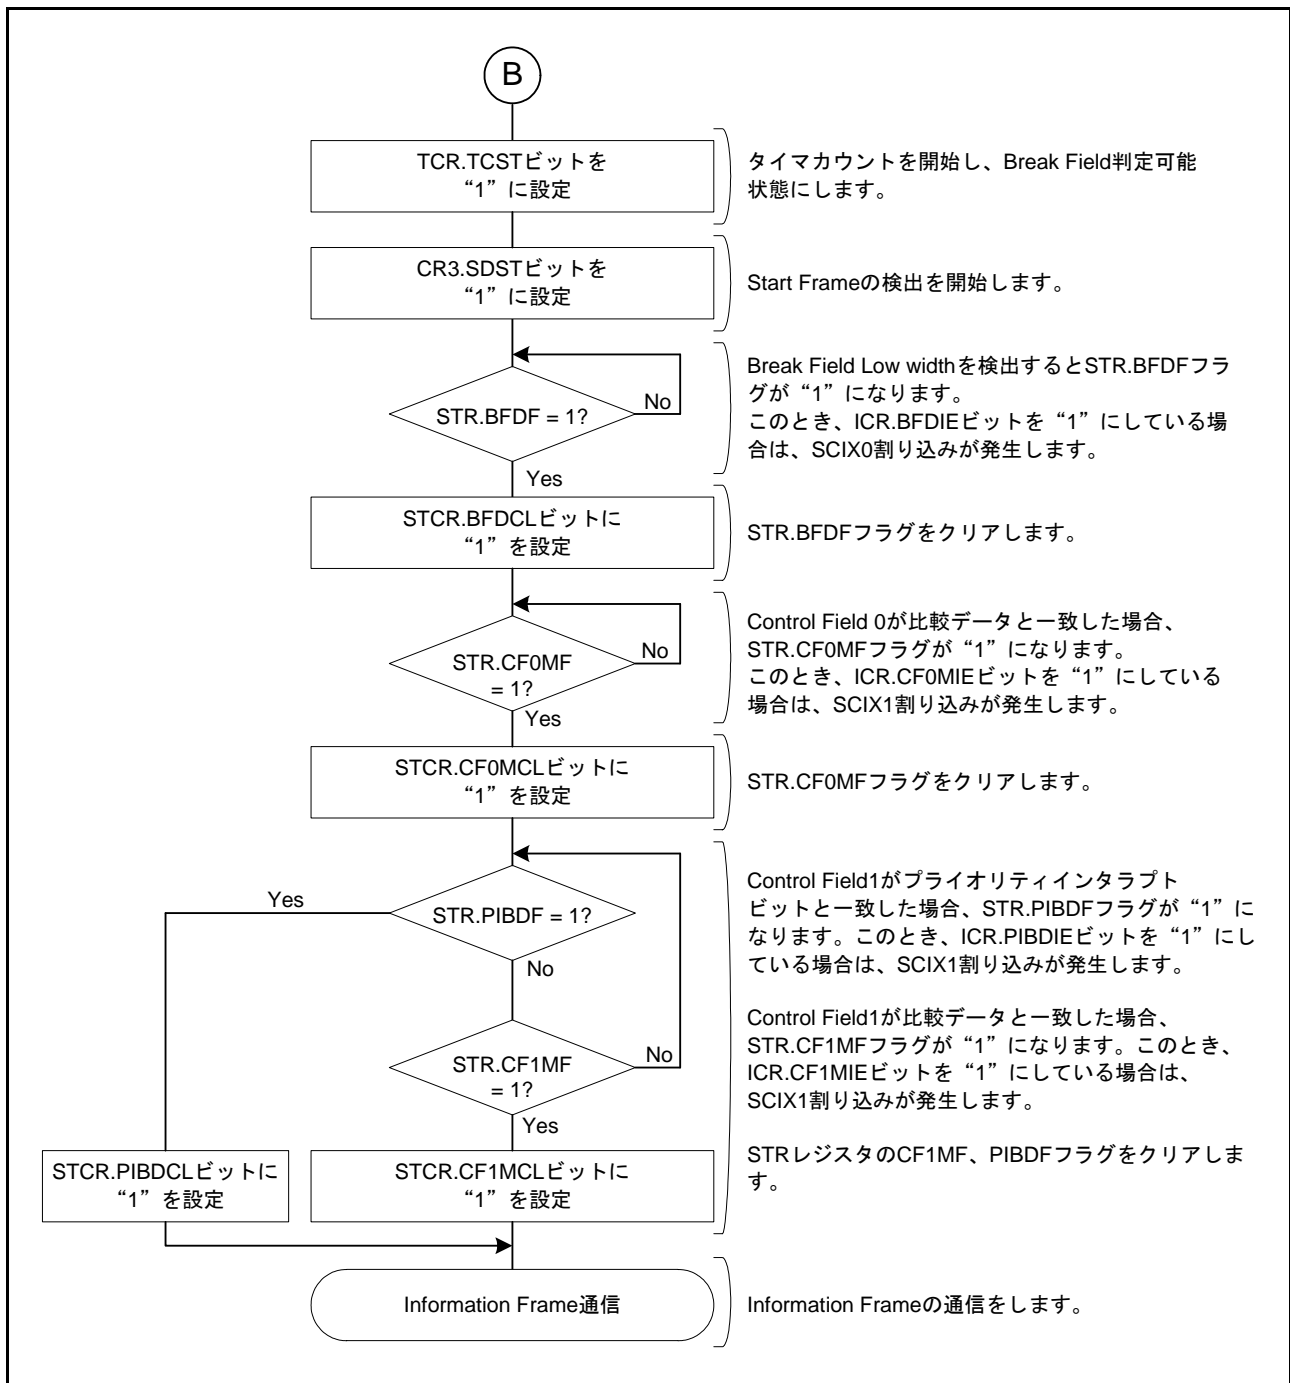 B
TCR.TCSTビットを
“1”に設定
タイマカウントを開始し、Break Field判定可能
状態にします。
CR3.SDSTビットを
“1”に設定
Start Frameの検出を開始します。
STR.BFDF = 1?
No
Yes
Break Field Low widthを検出するとSTR.BFDFフラ
グが“1”になります。
このとき、ICR.BFDIEビットを“1”にしている場
合は、SCIX0割り込みが発生します。
STCR.BFDCLビットに
“1”を設定
STR.BFDFフラグをクリアします。
STR.CF0MF
= 1?
No
Yes
Control Field 0が比較データと一致した場合、
STR.CF0MFフラグが“1”になります。
このとき、ICR.CF0MIEビットを“1”にしている
場合は、SCIX1割り込みが発生します。
STCR.CF0MCLビットに
“1”を設定
STR.CF0MFフラグをクリアします。
Yes
STR.PIBDF = 1?
No
Control Field1がプライオリティインタラプト
ビットと一致した場合、STR.PIBDFフラグが“1”に
なります。このとき、ICR.PIBDIEビットを“1”にし
ている場合は、SCIX1割り込みが発生します。
STR.CF1MF
= 1?
No
Yes
Control Field1が比較データと一致した場合、
STR.CF1MFフラグが“1”になります。このとき、
ICR.CF1MIEビットを“1”にしている場合は、
SCIX1割り込みが発生します。
STCR.PIBDCLビットに
“1”を設定
STCR.CF1MCLビットに
“1”を設定
STRレジスタのCF1MF、PIBDFフラグをクリアしま
す。
Information Frame通信
Information Frameの通信をします。